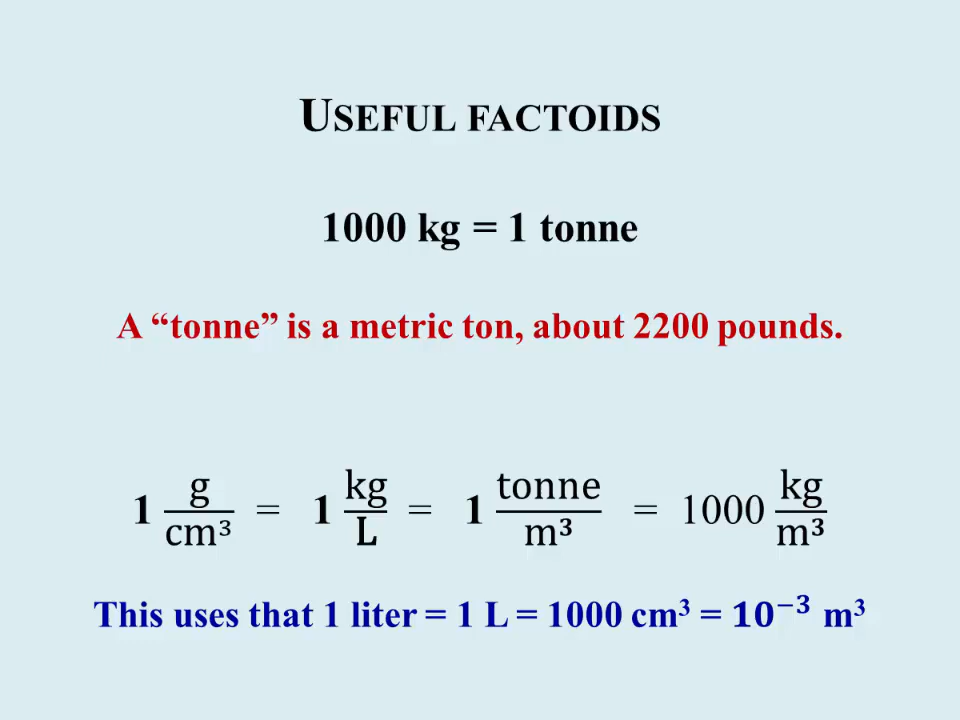 USEFUL FACTOIDS
1000 kg = 1 tonne
A “tonne” is a metric ton, about 2200 pounds.
1 g/cm³ = 1 kg/L = 1 tonne/m³ = 1000 kg/m³
This uses that 1 liter = 1 L = 1000 cm³ = 10⁻³ m³